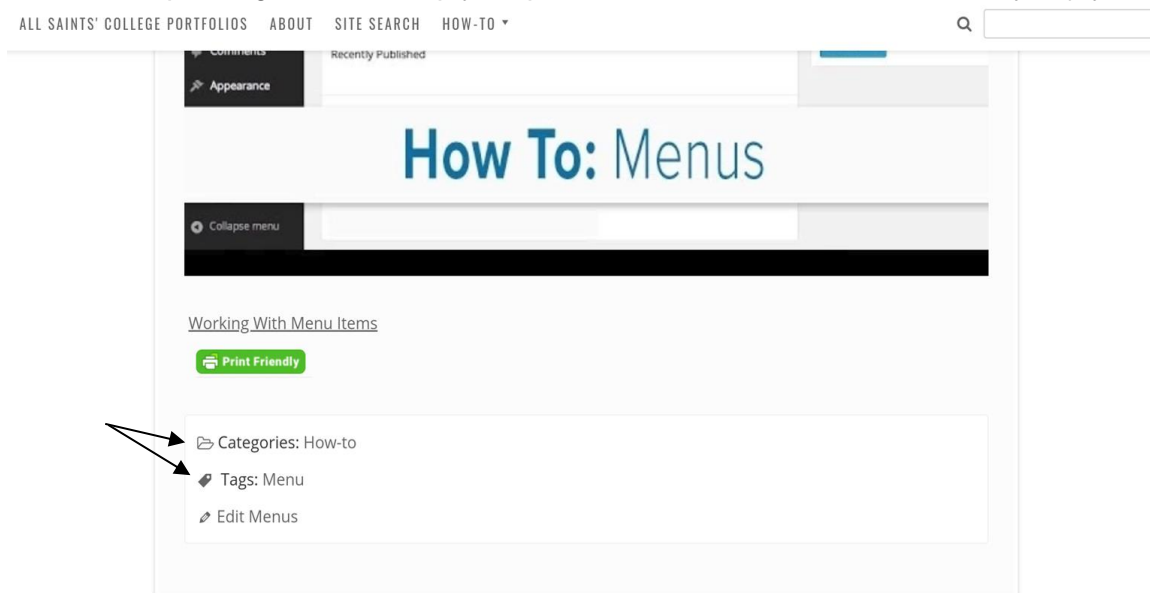 ALL SAINTS' COLLEGE PORTFOLIOS ABOUT SITE SEARCH HOW-TO
Comments
Recently Published
Appearance
How To: Menus
Collapse menu
Working With Menu Items
Print Friendly
Categories: How-to
Tags: Menu
Edit Menus